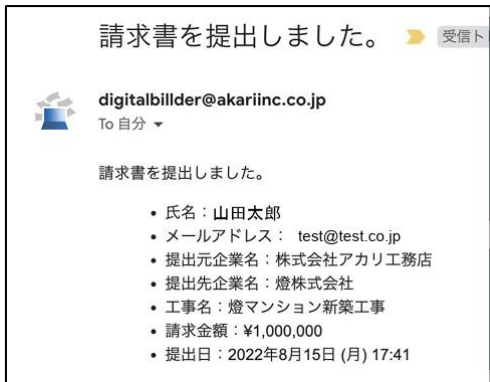 請求書を提出しました。 受信ト
digitalbillder@akariinc.co.jp
To 自分
請求書を提出しました。
• 氏名：山田太郎
• メールアドレス： test@test.co.jp
• 提出元企業名：株式会社アカリ工務店
• 提出先企業名：燈株式会社
• 工事名：燈マンション新築工事
• 請求金額：¥1,000,000
• 提出日：2022年8月15日 (月) 17:41